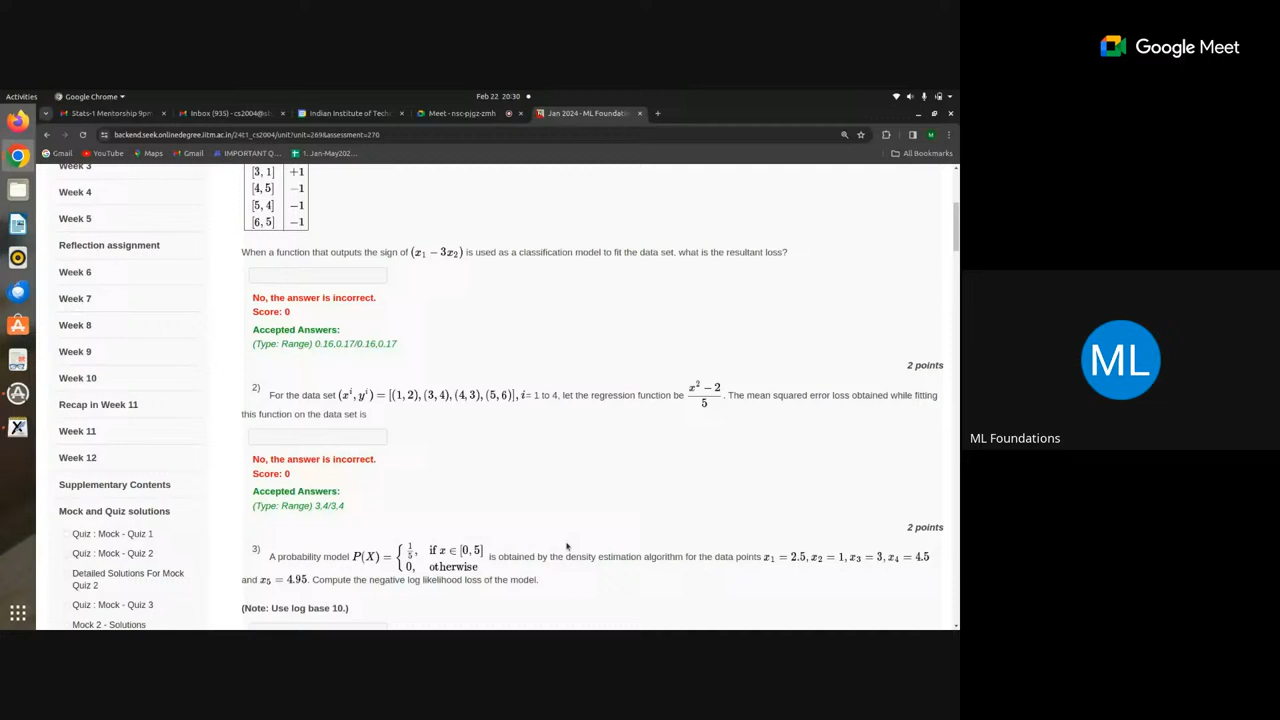 Google Meet
Activities Google Chrome Feb 22 20:30
Stats-1 Mentorship 9pm Inbox (935) - cs2004@st Indian Institute of Tech Meet - nsc-pjgz-zmh Jan 2024 - ML Foundatio
backend.seek.onlinedegree.iitm.ac.in/24t1_cs2004/unit?unit=269&assessment=270
Gmail YouTube Maps Gmail IMPORTANT Q... 1. Jan-May202... All Bookmarks
Week 3
Week 4
Week 5
Reflection assignment
Week 6
Week 7
Week 8
Week 9
Week 10
Recap in Week 11
Week 11
Week 12
Supplementary Contents
Mock and Quiz solutions
Quiz : Mock - Quiz 1
Quiz : Mock - Quiz 2
Detailed Solutions For Mock
Quiz 2
Quiz : Mock - Quiz 3
Mock 2 - Solutions
[3, 1] +1
[4, 5] −1
[5, 4] −1
[6, 5] −1
When a function that outputs the sign of (x₁ − 3x₂) is used as a classification model to fit the data set, what is the resultant loss?
No, the answer is incorrect.
Score: 0
Accepted Answers:
(Type: Range) 0.16,0.17/0.16,0.17
2 points
2) For the data set (xⁱ, yⁱ) = [(1, 2), (3, 4), (4, 3), (5, 6)], i= 1 to 4, let the regression function be (x² − 2)/5. The mean squared error loss obtained while fitting
this function on the data set is
No, the answer is incorrect.
Score: 0
Accepted Answers:
(Type: Range) 3,4/3,4
2 points
3) A probability model P(X) = { 1/5, if x ∈ [0, 5] 0, otherwise is obtained by the density estimation algorithm for the data points x₁ = 2.5, x₂ = 1, x₃ = 3, x₄ = 4.5
and x₅ = 4.95. Compute the negative log likelihood loss of the model.
(Note: Use log base 10.)
ML
ML Foundations